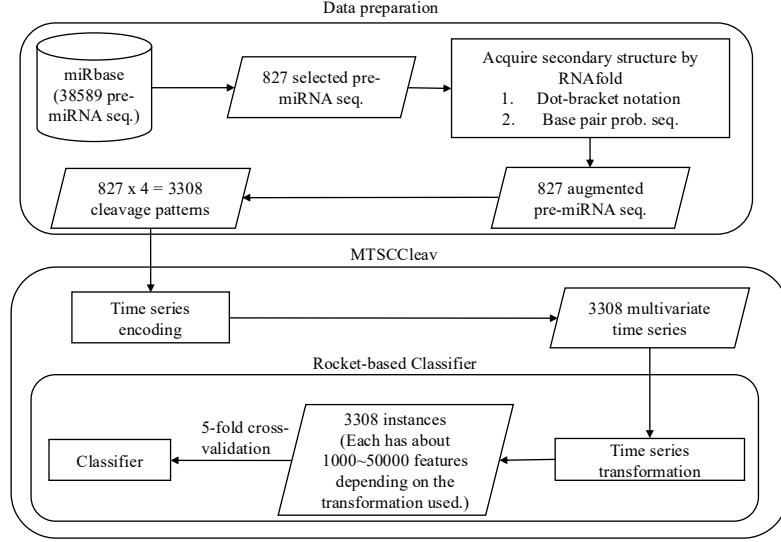 Data preparation
miRbase
(38589 pre-
miRNA seq.)
827 selected pre-
miRNA seq.
Acquire secondary structure by
RNAfold
1. Dot-bracket notation
2. Base pair prob. seq.
827 x 4 = 3308
cleavage patterns
827 augmented
pre-miRNA seq.
MTSCCleav
Time series
encoding
3308 multivariate
time series
Rocket-based Classifier
Classifier
5-fold cross-
validation
3308 instances
(Each has about
1000~50000 features
depending on the
transformation used.)
Time series
transformation